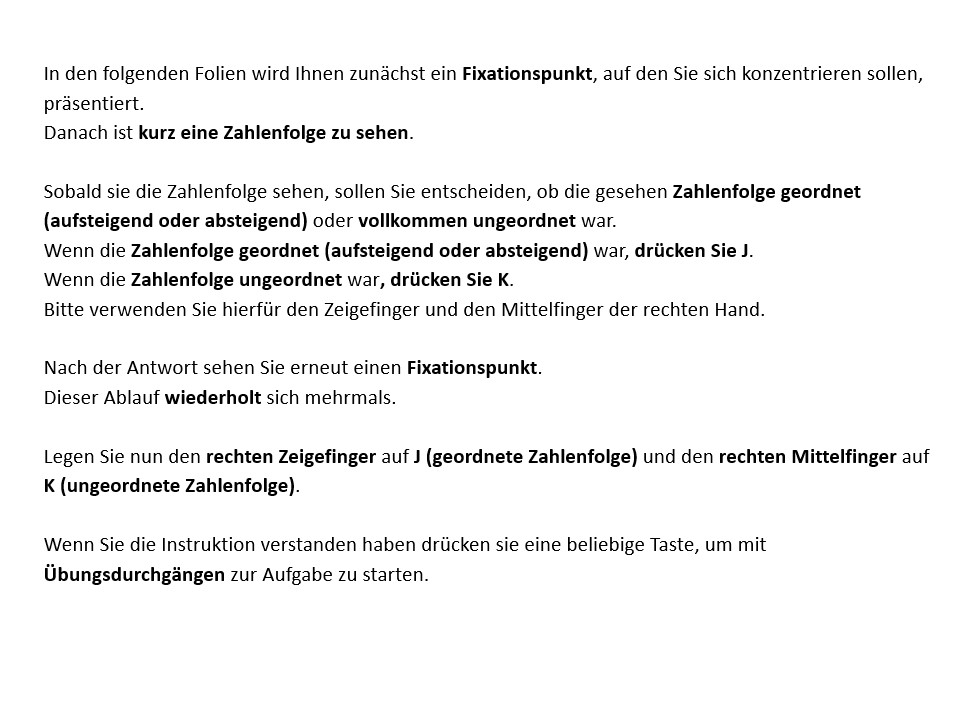 In den folgenden Folien wird Ihnen zunächst ein Fixationspunkt, auf den Sie sich konzentrieren sollen,
präsentiert.
Danach ist kurz eine Zahlenfolge zu sehen.
Sobald sie die Zahlenfolge sehen, sollen Sie entscheiden, ob die gesehen Zahlenfolge geordnet
(aufsteigend oder absteigend) oder vollkommen ungeordnet war.
Wenn die Zahlenfolge geordnet (aufsteigend oder absteigend) war, drücken Sie J.
Wenn die Zahlenfolge ungeordnet war, drücken Sie K.
Bitte verwenden Sie hierfür den Zeigefinger und den Mittelfinger der rechten Hand.
Nach der Antwort sehen Sie erneut einen Fixationspunkt.
Dieser Ablauf wiederholt sich mehrmals.
Legen Sie nun den rechten Zeigefinger auf J (geordnete Zahlenfolge) und den rechten Mittelfinger auf
K (ungeordnete Zahlenfolge).
Wenn Sie die Instruktion verstanden haben drücken sie eine beliebige Taste, um mit
Übungsdurchgängen zur Aufgabe zu starten.